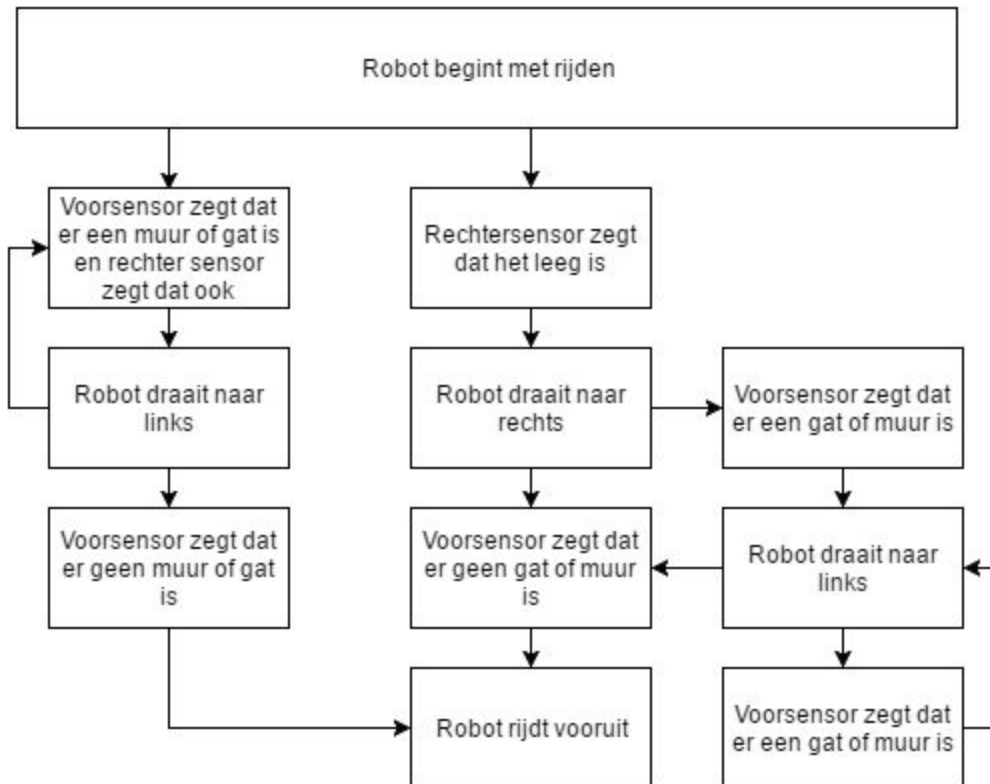 Robot begint met rijden
Voorsensor zegt dat
er een muur of gat is
en rechter sensor
zegt dat ook
Rechtersensor zegt
dat het leeg is
Robot draait naar
links
Robot draait naar
rechts
Voorsensor zegt dat
er een gat of muur is
Voorsensor zegt dat
er geen muur of gat
is
Voorsensor zegt dat
er geen gat of muur
is
Robot draait naar
links
Robot rijdt vooruit
Voorsensor zegt dat
er een gat of muur is